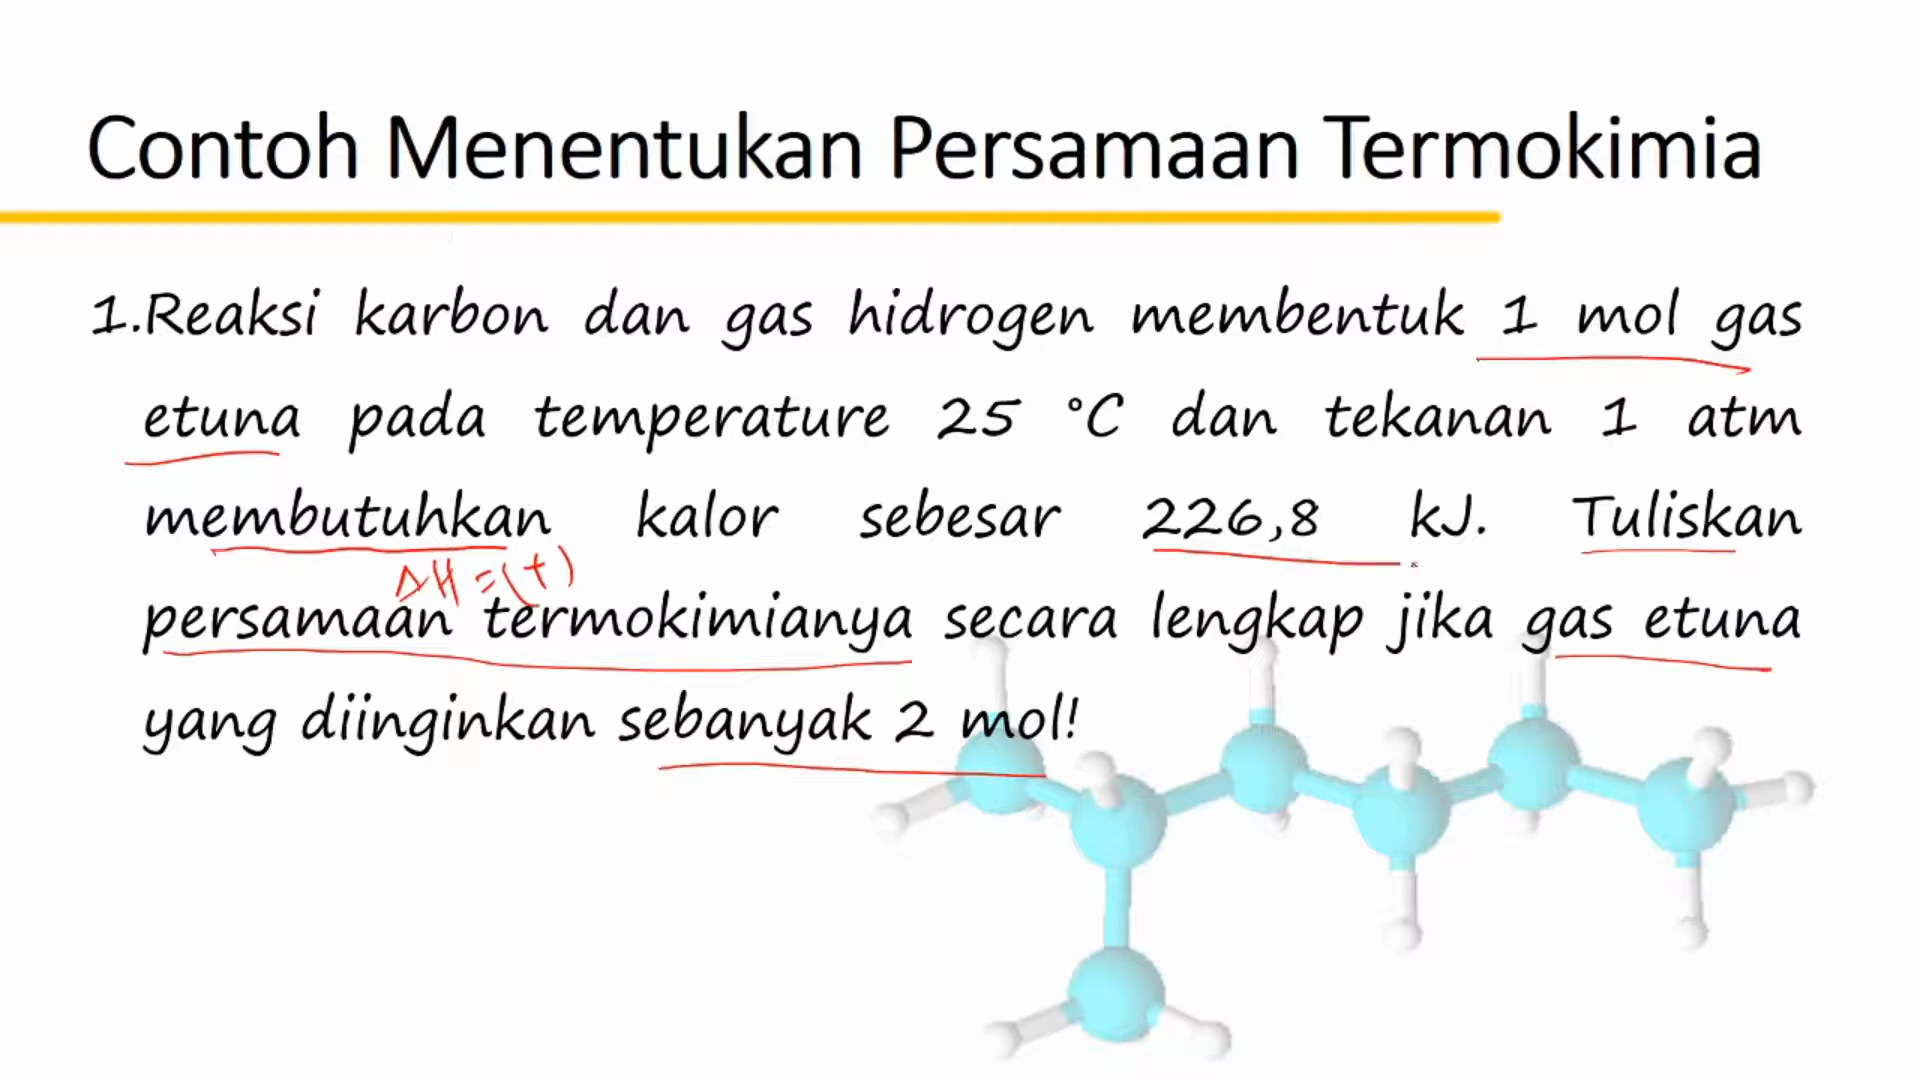 Contoh Menentukan Persamaan Termokimia
1.Reaksi karbon dan gas hidrogen membentuk 1 mol gas
etuna pada temperature 25 °C dan tekanan 1 atm
membutuhkan kalor sebesar 226,8 kJ. Tuliskan
ΔH = (+)
persamaan termokimianya secara lengkap jika gas etuna
yang diinginkan sebanyak 2 mol!